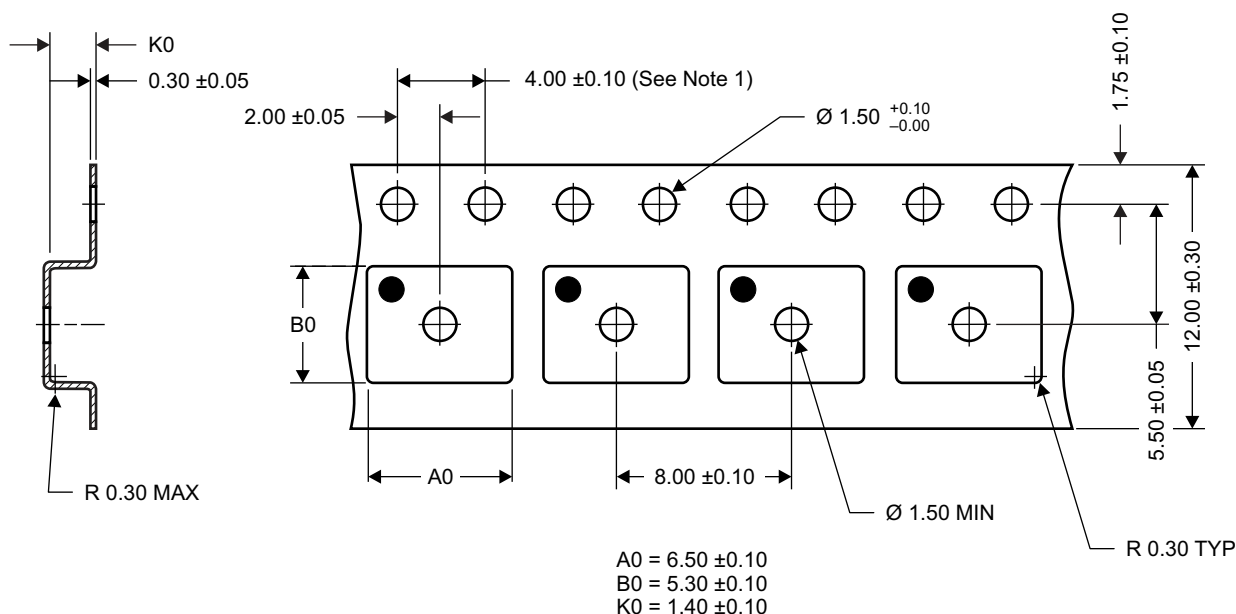 K0
0.30 ±0.05
4.00 ±0.10 (See Note 1)
2.00 ±0.05
Ø 1.50 +0.10 –0.00
1.75 ±0.10
B0
12.00 ±0.30
5.50 ±0.05
R 0.30 MAX
A0
8.00 ±0.10
Ø 1.50 MIN
R 0.30 TYP
A0 = 6.50 ±0.10
B0 = 5.30 ±0.10
K0 = 1.40 ±0.10